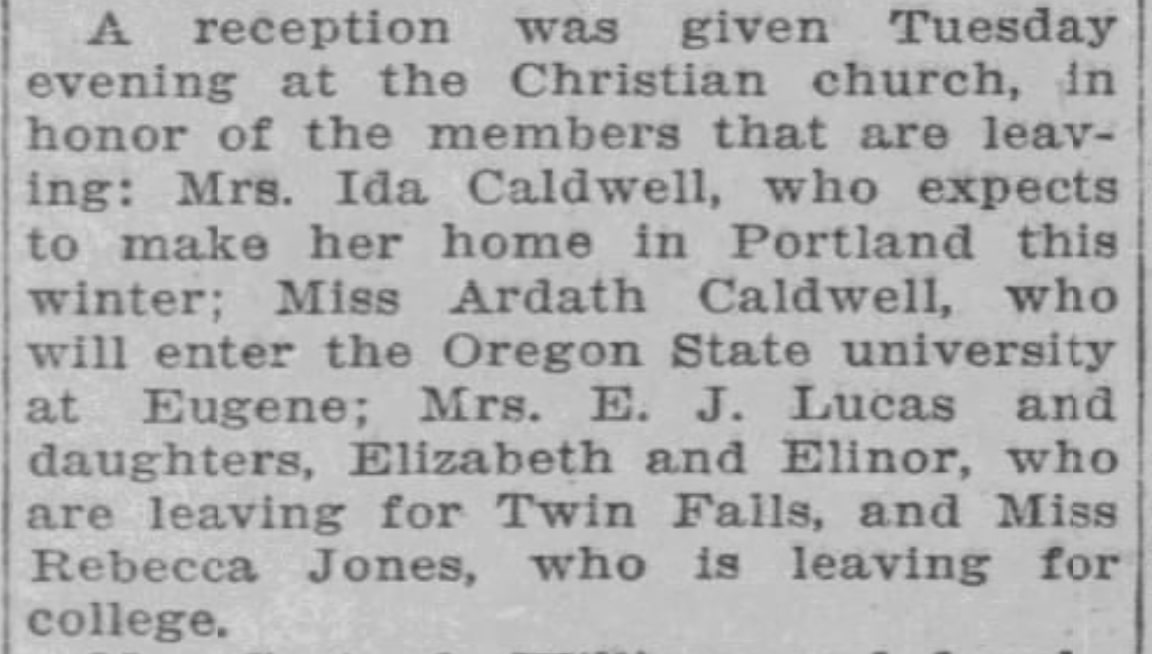 A reception was given Tuesday
evening at the Christian church, in
honor of the members that are leav-
ing: Mrs. Ida Caldwell, who expects
to make her home in Portland this
winter; Miss Ardath Caldwell, who
will enter the Oregon State university
at Eugene; Mrs. E. J. Lucas and
daughters, Elizabeth and Elinor, who
are leaving for Twin Falls, and Miss
Rebecca Jones, who is leaving for
college.